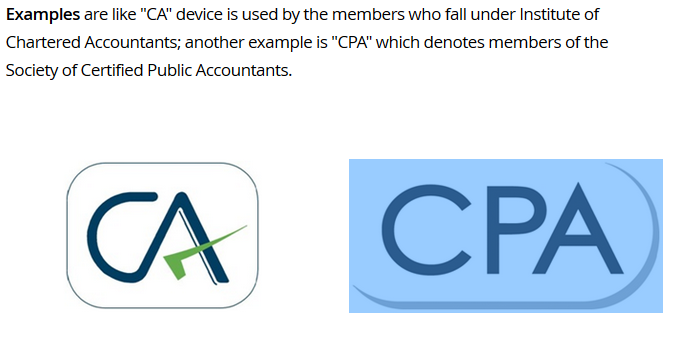 Examples are like "CA" device is used by the members who fall under Institute of
Chartered Accountants; another example is "CPA" which denotes members of the
Society of Certified Public Accountants.
CA
CPA